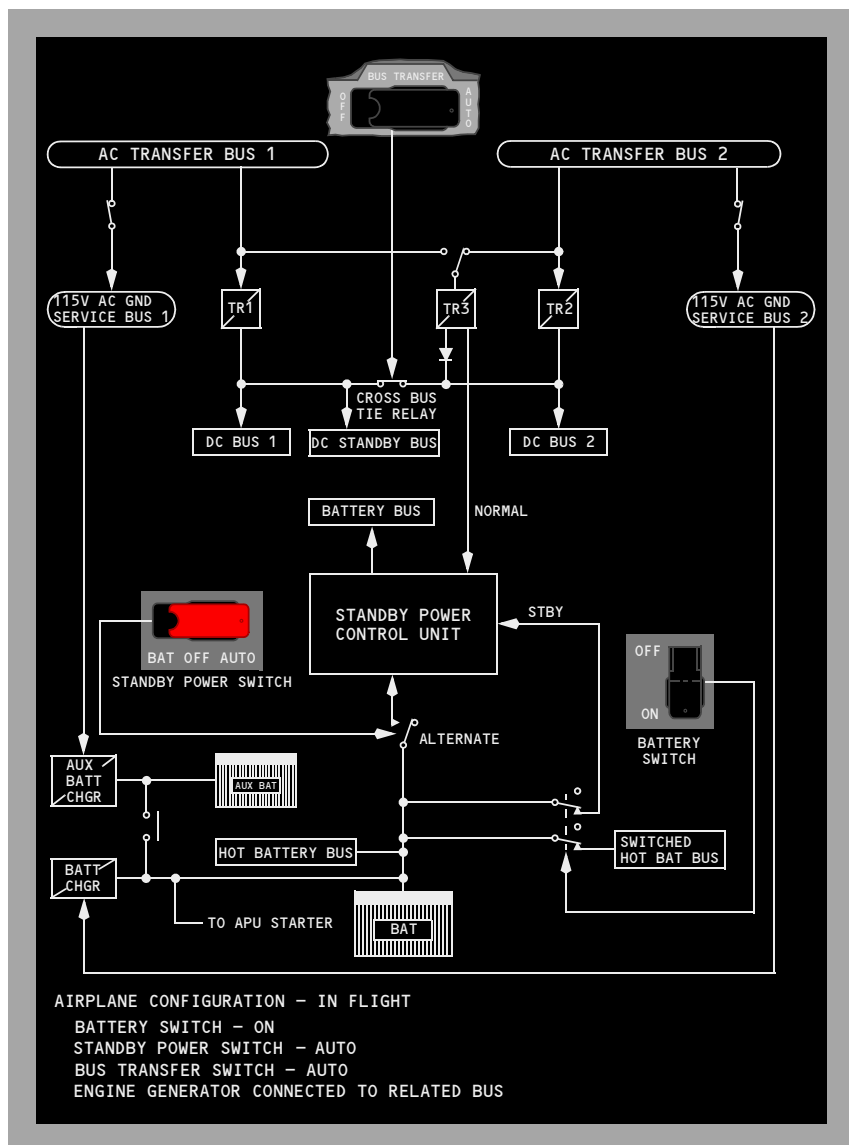 BUS TRANSFER
OFF
AUTO
AC TRANSFER BUS 1
AC TRANSFER BUS 2
115V AC GND
SERVICE BUS 1
TR1
TR3
TR2
115V AC GND
SERVICE BUS 2
CROSS BUS
TIE RELAY
DC BUS 1
DC STANDBY BUS
DC BUS 2
BATTERY BUS
NORMAL
STANDBY POWER
CONTROL UNIT
STBY
BAT OFF AUTO
STANDBY POWER SWITCH
OFF
ON
BATTERY
SWITCH
ALTERNATE
AUX
BATT
CHGR
AUX BAT
HOT BATTERY BUS
SWITCHED
HOT BAT BUS
BATT
CHGR
TO APU STARTER
BAT
AIRPLANE CONFIGURATION – IN FLIGHT
BATTERY SWITCH – ON
STANDBY POWER SWITCH – AUTO
BUS TRANSFER SWITCH – AUTO
ENGINE GENERATOR CONNECTED TO RELATED BUS